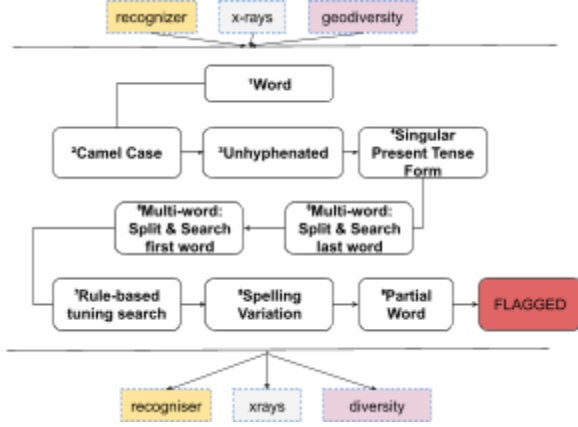 recognizer
x-rays
geodiversity
¹Word
²Camel Case
³Unhyphenated
⁴Singular
Present Tense
Form
⁶Multi-word:
Split & Search
first word
⁵Multi-word:
Split & Search
last word
⁷Rule-based
tuning search
⁸Spelling
Variation
⁹Partial
Word
FLAGGED
recogniser
xrays
diversity